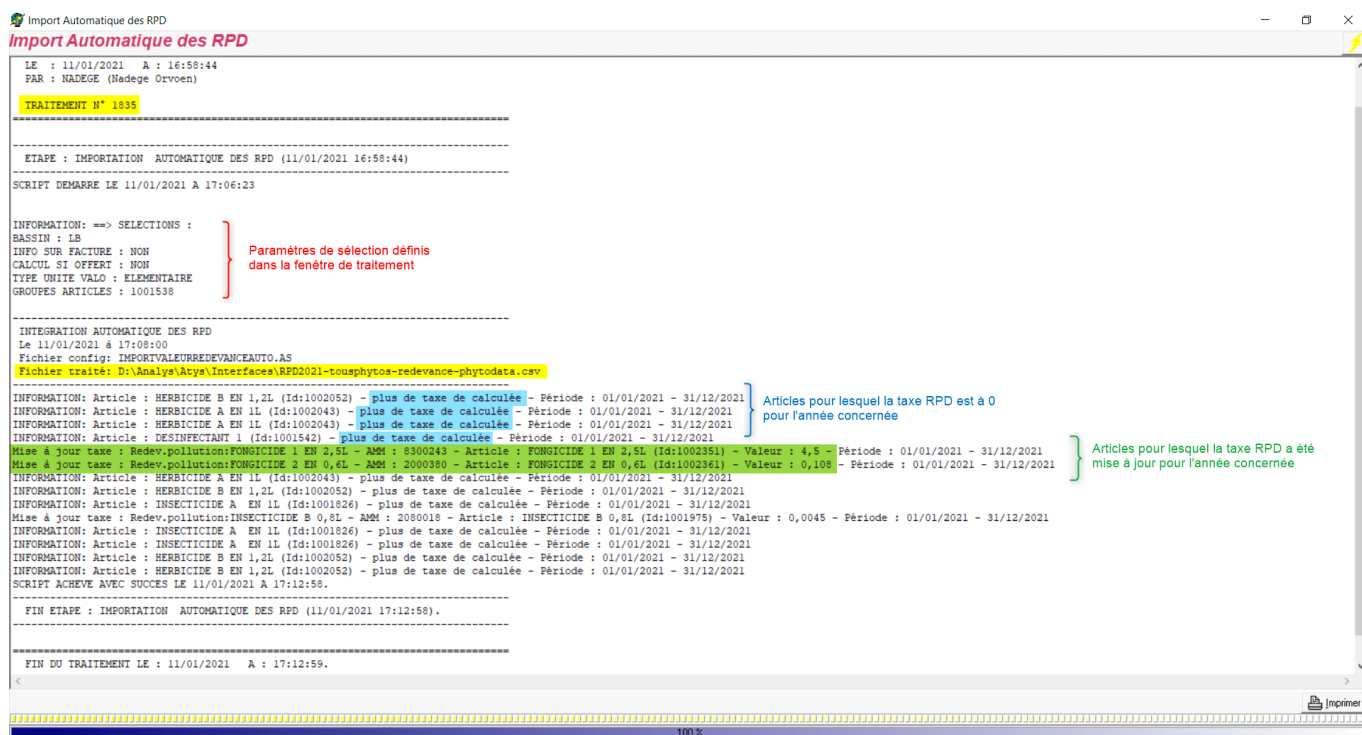 Import Automatique des RPD
Import Automatique des RPD
LE : 11/01/2021 A : 16:58:44
PAR : NADEGE (Nadege Orvoen)
TRAITEMENT N° 1835
================================================================================
--------------------------------------------------------------------------------
ETAPE : IMPORTATION AUTOMATIQUE DES RPD (11/01/2021 16:58:44)
--------------------------------------------------------------------------------
SCRIPT DEMARRE LE 11/01/2021 A 17:06:23
INFORMATION: ==> SELECTIONS :
BASSIN : LB
INFO SUR FACTURE : NON
CALCUL SI OFFERT : NON
TYPE UNITE VALO : ELEMENTAIRE
GROUPES ARTICLES : 1001538
Paramètres de sélection définis
dans la fenêtre de traitement
--------------------------------------------------------------------------------
INTEGRATION AUTOMATIQUE DES RPD
Le 11/01/2021 á 17:08:00
Fichier config: IMPORTVALEURREDEVANCEAUTO.AS
Fichier traité: D:\Analys\Atys\Interfaces\RPD2021-tousphytos-redevance-phytodata.csv
--------------------------------------------------------------------------------
INFORMATION: Article : HERBICIDE B EN 1,2L (Id:1002052) - plus de taxe de calculée - Période : 01/01/2021 - 31/12/2021
INFORMATION: Article : HERBICIDE A EN 1L (Id:1002043) - plus de taxe de calculée - Période : 01/01/2021 - 31/12/2021
INFORMATION: Article : HERBICIDE A EN 1L (Id:1002043) - plus de taxe de calculée - Période : 01/01/2021 - 31/12/2021
INFORMATION: Article : DESINFECTANT 1 (Id:1001542) - plus de taxe de calculée - Période : 01/01/2021 - 31/12/2021
Articles pour lesquel la taxe RPD est à 0
pour l'année concernée
Mise à jour taxe : Redev.pollution:FONGICIDE 1 EN 2,5L - AMM : 8300243 - Article : FONGICIDE 1 EN 2,5L (Id:1002351) - Valeur : 4,5 - Période : 01/01/2021 - 31/12/2021
Mise à jour taxe : Redev.pollution:FONGICIDE 2 EN 0,6L - AMM : 2000380 - Article : FONGICIDE 2 EN 0,6L (Id:1002361) - Valeur : 0,108 - Période : 01/01/2021 - 31/12/2021
Articles pour lesquel la taxe RPD a été
mise à jour pour l'année concernée
INFORMATION: Article : HERBICIDE A EN 1L (Id:1002043) - plus de taxe de calculée - Période : 01/01/2021 - 31/12/2021
INFORMATION: Article : HERBICIDE B EN 1,2L (Id:1002052) - plus de taxe de calculée - Période : 01/01/2021 - 31/12/2021
INFORMATION: Article : INSECTICIDE A EN 1L (Id:1001826) - plus de taxe de calculée - Période : 01/01/2021 - 31/12/2021
Mise à jour taxe : Redev.pollution:INSECTICIDE B 0,8L - AMM : 2080018 - Article : INSECTICIDE B 0,8L (Id:1001975) - Valeur : 0,0045 - Période : 01/01/2021 - 31/12/2021
INFORMATION: Article : INSECTICIDE A EN 1L (Id:1001826) - plus de taxe de calculée - Période : 01/01/2021 - 31/12/2021
INFORMATION: Article : INSECTICIDE A EN 1L (Id:1001826) - plus de taxe de calculée - Période : 01/01/2021 - 31/12/2021
INFORMATION: Article : HERBICIDE B EN 1,2L (Id:1002052) - plus de taxe de calculée - Période : 01/01/2021 - 31/12/2021
INFORMATION: Article : HERBICIDE B EN 1,2L (Id:1002052) - plus de taxe de calculée - Période : 01/01/2021 - 31/12/2021
SCRIPT ACHEVE AVEC SUCCES LE 11/01/2021 A 17:12:58.
--------------------------------------------------------------------------------
FIN ETAPE : IMPORTATION AUTOMATIQUE DES RPD (11/01/2021 17:12:58).
--------------------------------------------------------------------------------
================================================================================
FIN DU TRAITEMENT LE : 11/01/2021 A : 17:12:59.
Imprimer
100 %